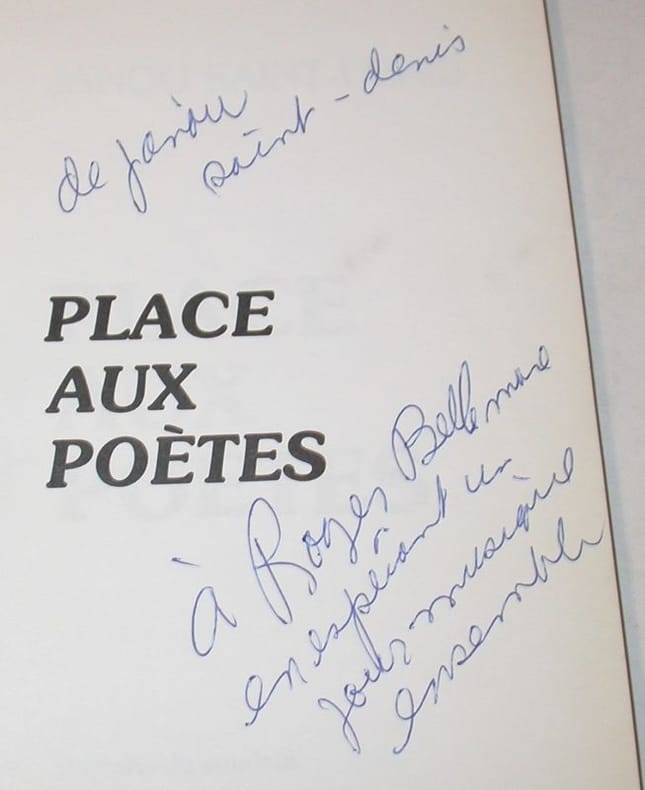 de janou
saint-denis
PLACE
AUX
POÈTES
à Roger Bellemare
en espérant un
jour musique
ensemble